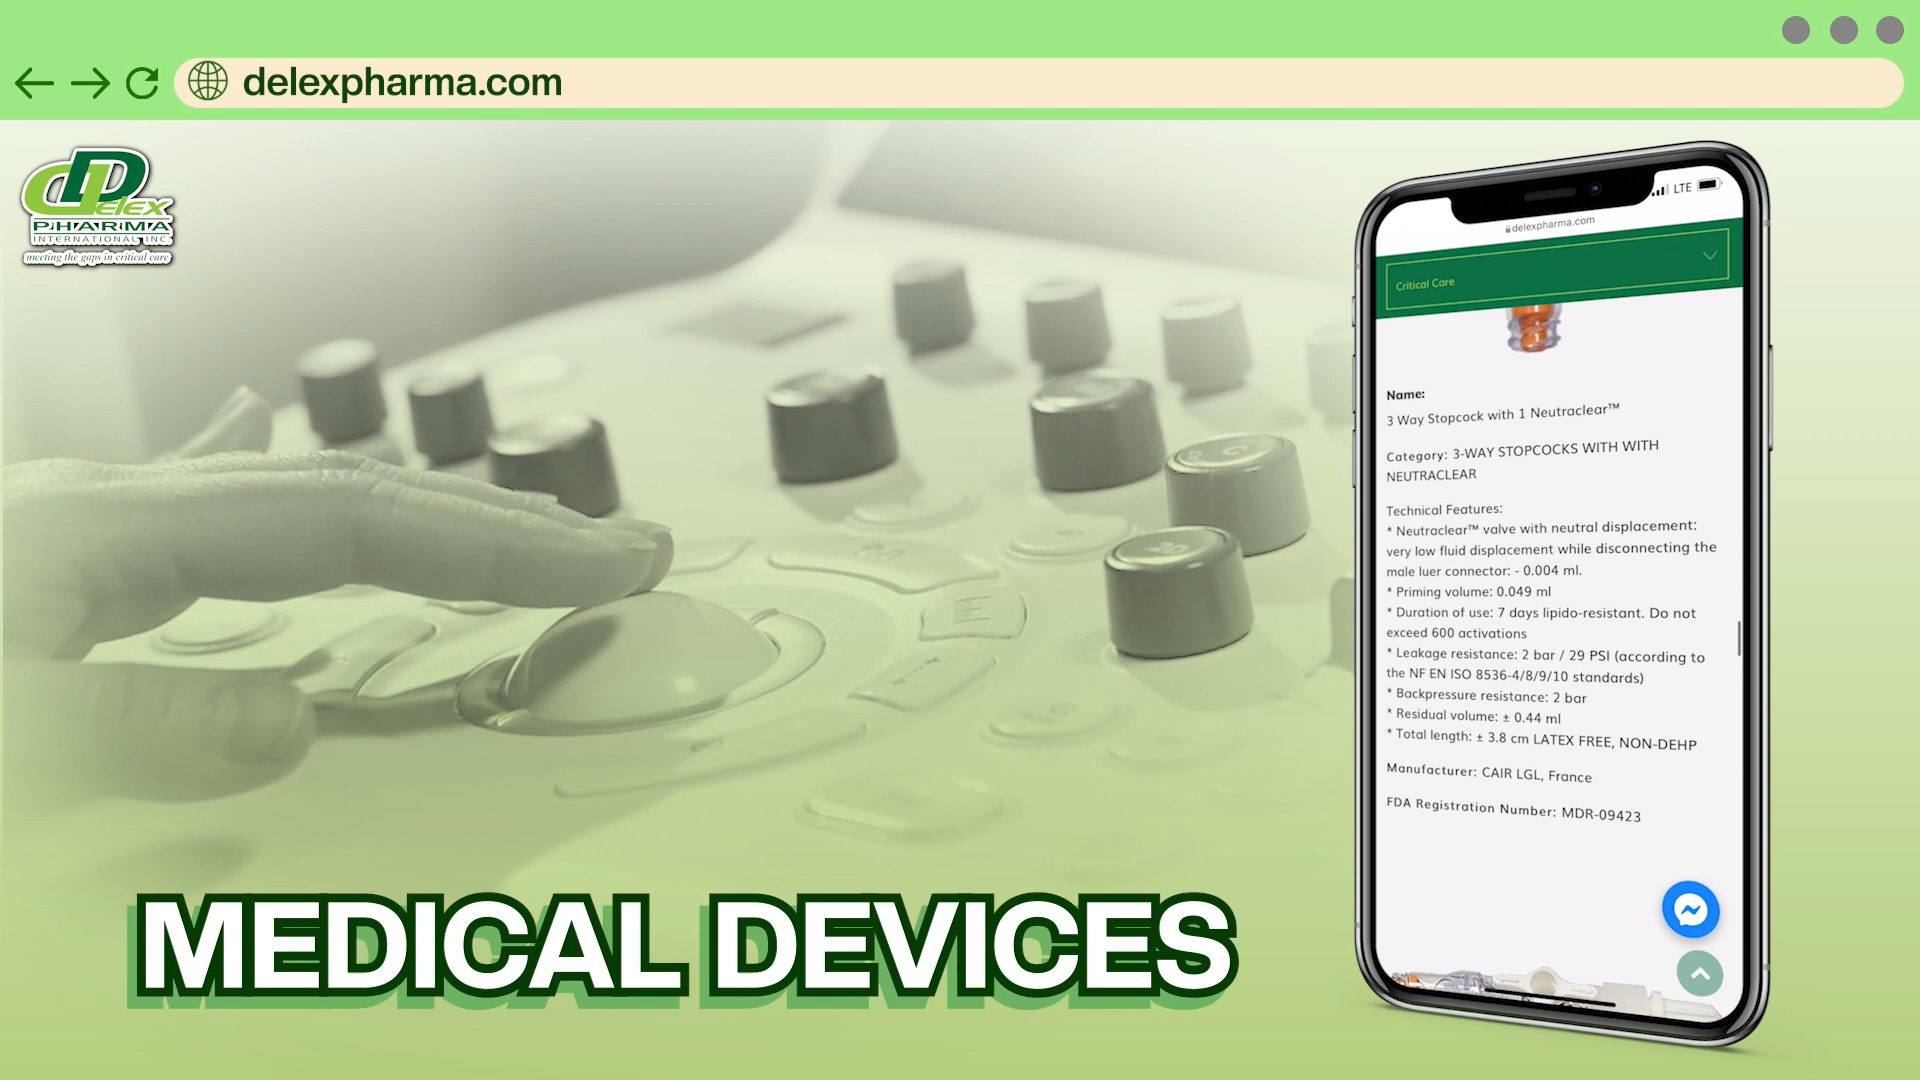 delexpharma.com
Delex
PHARMA
INTERNATIONAL INC.
meeting the gaps in critical care
LTE
delexpharma.com
Critical Care
Name:
3 Way Stopcock with 1 Neutraclear™
Category: 3-WAY STOPCOCKS WITH WITH
NEUTRACLEAR
Technical Features:
* Neutraclear™ valve with neutral displacement:
very low fluid displacement while disconnecting the
male luer connector: - 0.004 ml.
* Priming volume: 0.049 ml
* Duration of use: 7 days lipido-resistant. Do not
exceed 600 activations
* Leakage resistance: 2 bar / 29 PSI (according to
the NF EN ISO 8536-4/8/9/10 standards)
* Backpressure resistance: 2 bar
* Residual volume: ± 0.44 ml
* Total length: ± 3.8 cm LATEX FREE, NON-DEHP
Manufacturer: CAIR LGL, France
FDA Registration Number: MDR-09423
MEDICAL DEVICES